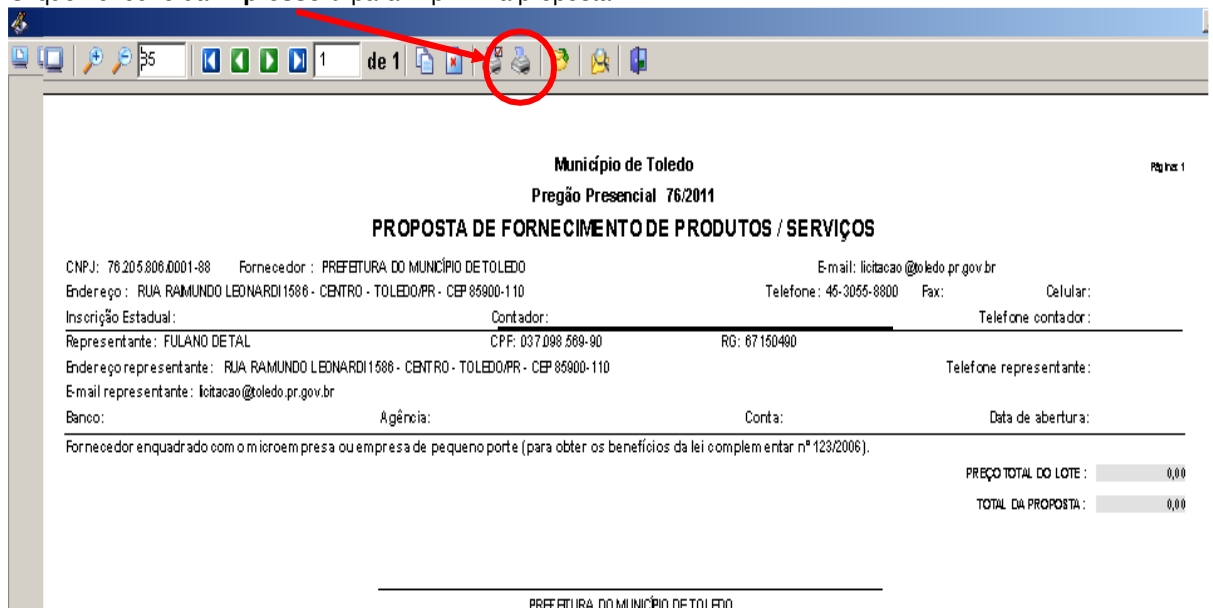 35 1 de 1
Município de Toledo
Página: 1
Pregão Presencial 76/2011
PROPOSTA DE FORNECIMENTO DE PRODUTOS / SERVIÇOS
CNPJ: 76.205.806/0001-88 Fornecedor : PREFEITURA DO MUNICÍPIO DE TOLEDO E-mail: licitacao@toledo.pr.gov.br
Endereço : RUA RAIMUNDO LEONARDI 1586 - CENTRO - TOLEDO/PR - CEP 85900-110 Telefone: 45-3055-8800 Fax: Celular:
Inscrição Estadual: Contador: Telefone contador:
Representante: FULANO DE TAL CPF: 037.098.569-90 RG: 67150490
Endereço representante: RUA RAMUNDO LEONARDI 1586 - CENTRO - TOLEDO/PR - CEP 85900-110 Telefone representante:
E-mail representante: licitacao@toledo.pr.gov.br
Banco: Agência: Conta: Data de abertura:
Fornecedor enquadrado como microempresa ou empresa de pequeno porte (para obter os benefícios da lei complementar nº 123/2006).
PREÇO TOTAL DO LOTE : 0,00
TOTAL DA PROPOSTA : 0,00
PREFEITURA DO MUNICÍPIO DE TOLEDO